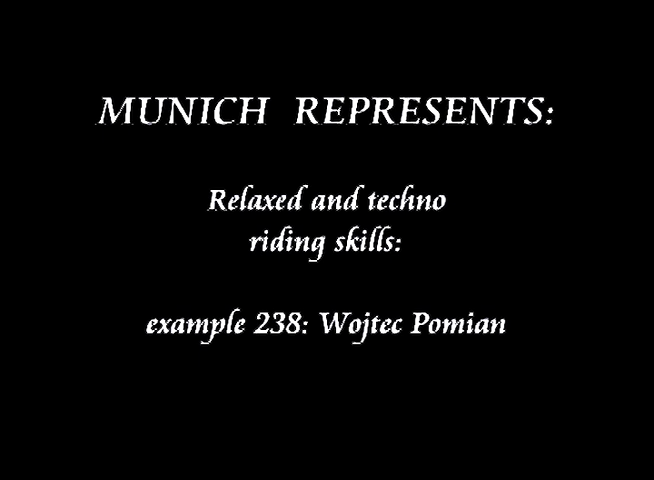 MUNICH REPRESENTS:
Relaxed and techno
riding skills:
example 238: Wojtec Pomian